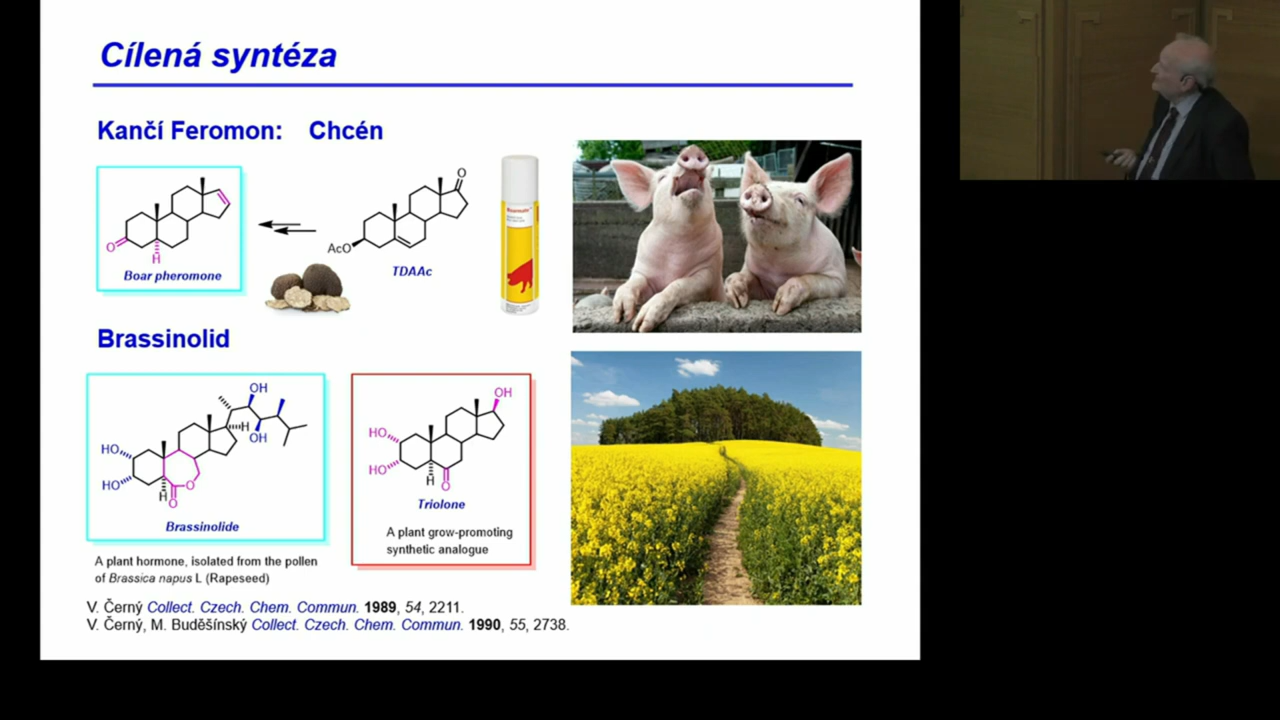 Cílená syntéza
Kančí Feromon: Chcén
O
H
Boar pheromone
AcO
O
TDAAc
Brassinolid
HO
HO
H
O
O
H
OH
OH
Brassinolide
A plant hormone, isolated from the pollen
of Brassica napus L (Rapeseed)
HO
HO
H
O
OH
Triolone
A plant grow-promoting
synthetic analogue
V. Černý Collect. Czech. Chem. Commun. 1989, 54, 2211.
V. Černý, M. Buděšínský Collect. Czech. Chem. Commun. 1990, 55, 2738.